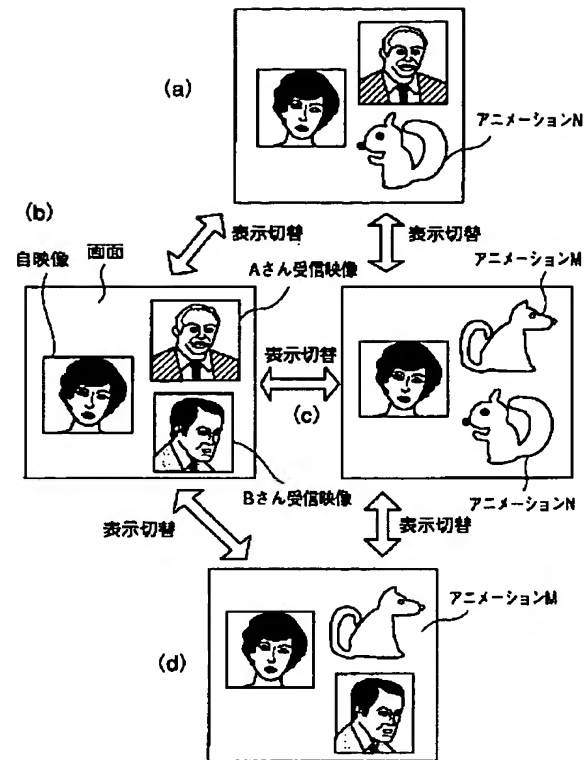 (a)
アニメーションN
(b)
表示切替
表示切替
自映像
画面
Aさん受信映像
アニメーションM
表示切替
(c)
Bさん受信映像
アニメーションN
表示切替
表示切替
アニメーションM
(d)